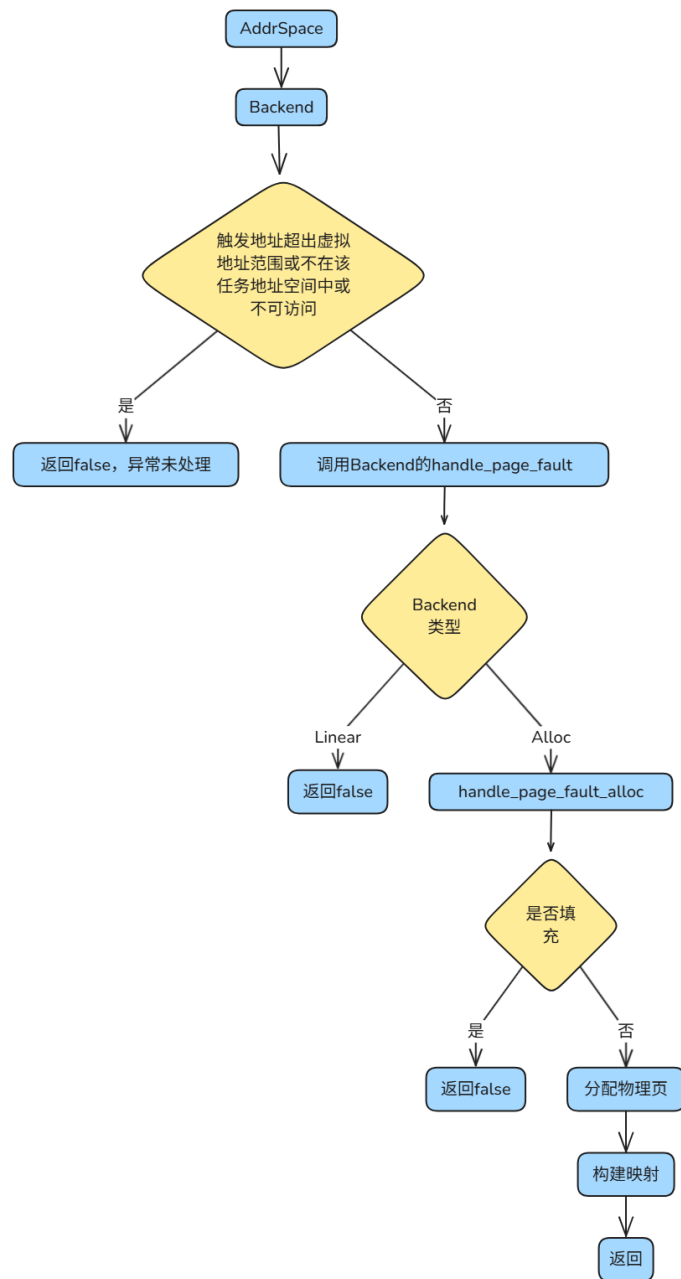 AddrSpace
Backend
触发地址超出虚拟
地址范围或不在该
任务地址空间中或
不可访问
是
否
返回false，异常未处理
调用Backend的handle_page_fault
Backend
类型
Linear
Alloc
返回false
handle_page_fault_alloc
是否填
充
是
否
返回false
分配物理页
构建映射
返回